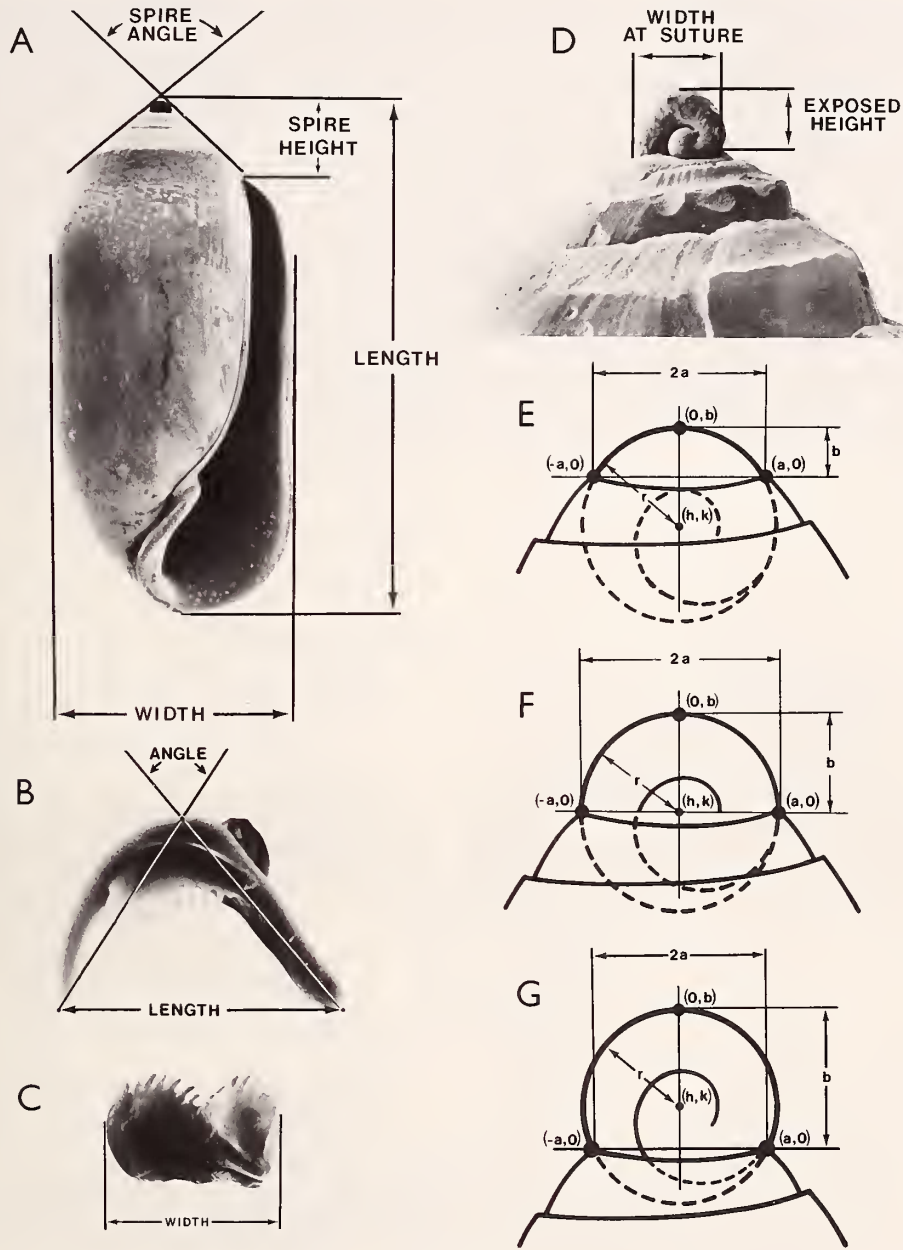 A
SPIRE
ANGLE
SPIRE
HEIGHT
LENGTH
WIDTH
B
ANGLE
LENGTH
C
WIDTH
D
WIDTH
AT SUTURE
EXPOSED
HEIGHT
E
2a
(0, b)
b
(-a,0)
(a,0)
r
(h, k)
F
2a
(0, b)
b
r
(-a,0)
(h, k)
(a,0)
G
2a
(0, b)
b
r
(h, k)
(-a,0)
(a,0)